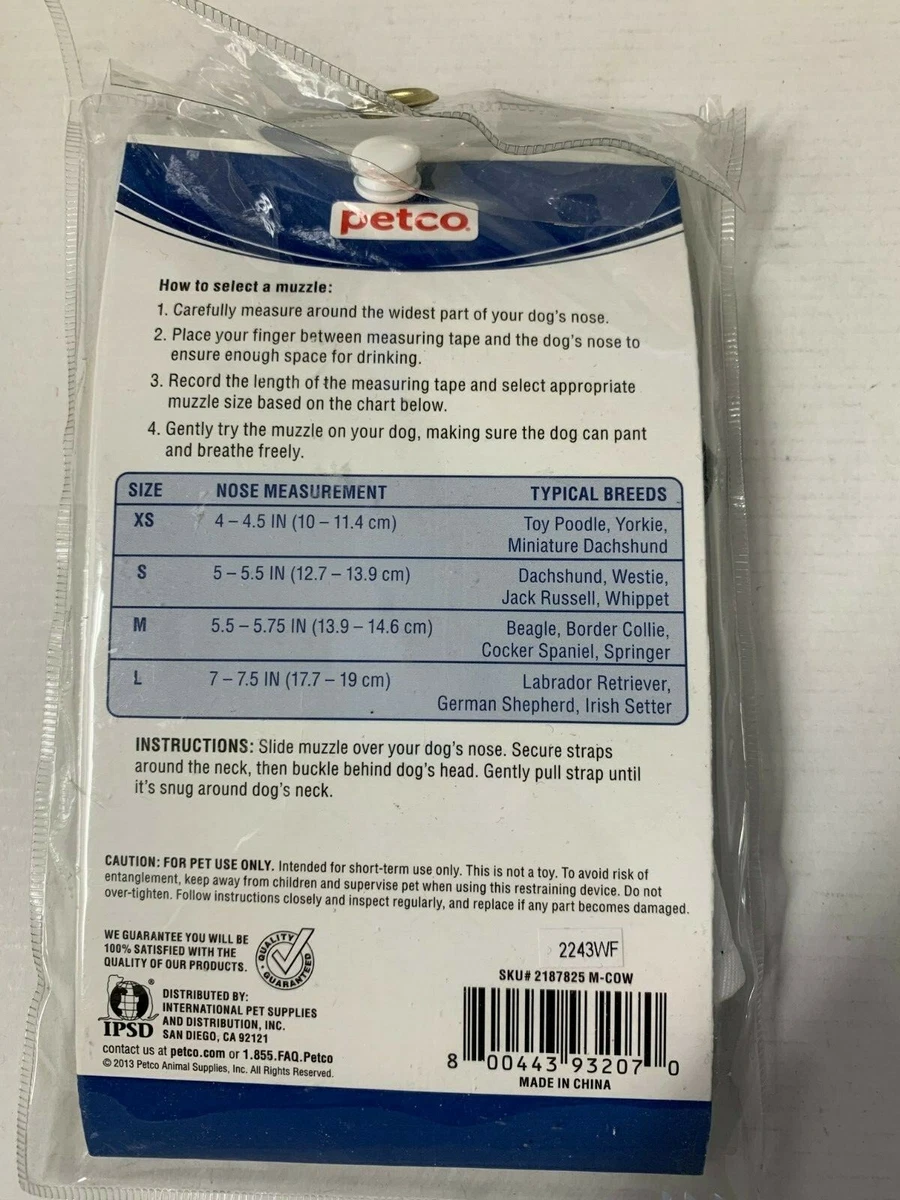 petco
How to select a muzzle:
1. Carefully measure around the widest part of your dog's nose.
2. Place your finger between measuring tape and the dog's nose to
ensure enough space for drinking.
3. Record the length of the measuring tape and select appropriate
muzzle size based on the chart below.
4. Gently try the muzzle on your dog, making sure the dog can pant
and breathe freely.
SIZE NOSE MEASUREMENT TYPICAL BREEDS
XS 4 – 4.5 IN (10 – 11.4 cm) Toy Poodle, Yorkie,
Miniature Dachshund
S 5 – 5.5 IN (12.7 – 13.9 cm) Dachshund, Westie,
Jack Russell, Whippet
M 5.5 – 5.75 IN (13.9 – 14.6 cm) Beagle, Border Collie,
Cocker Spaniel, Springer
L 7 – 7.5 IN (17.7 – 19 cm) Labrador Retriever,
German Shepherd, Irish Setter
INSTRUCTIONS: Slide muzzle over your dog's nose. Secure straps
around the neck, then buckle behind dog's head. Gently pull strap until
it's snug around dog's neck.
CAUTION: FOR PET USE ONLY. Intended for short-term use only. This is not a toy. To avoid risk of
entanglement, keep away from children and supervise pet when using this restraining device. Do not
over-tighten. Follow instructions closely and inspect regularly, and replace if any part becomes damaged.
WE GUARANTEE YOU WILL BE
100% SATISFIED WITH THE
QUALITY OF OUR PRODUCTS.
QUALITY GUARANTEED
IPSD®
DISTRIBUTED BY:
INTERNATIONAL PET SUPPLIES
AND DISTRIBUTION, INC.
SAN DIEGO, CA 92121
contact us at petco.com or 1.855.FAQ.Petco
© 2013 Petco Animal Supplies, Inc. All Rights Reserved.
2243WF
SKU# 2187825 M-COW
8 00443 93207 0
MADE IN CHINA